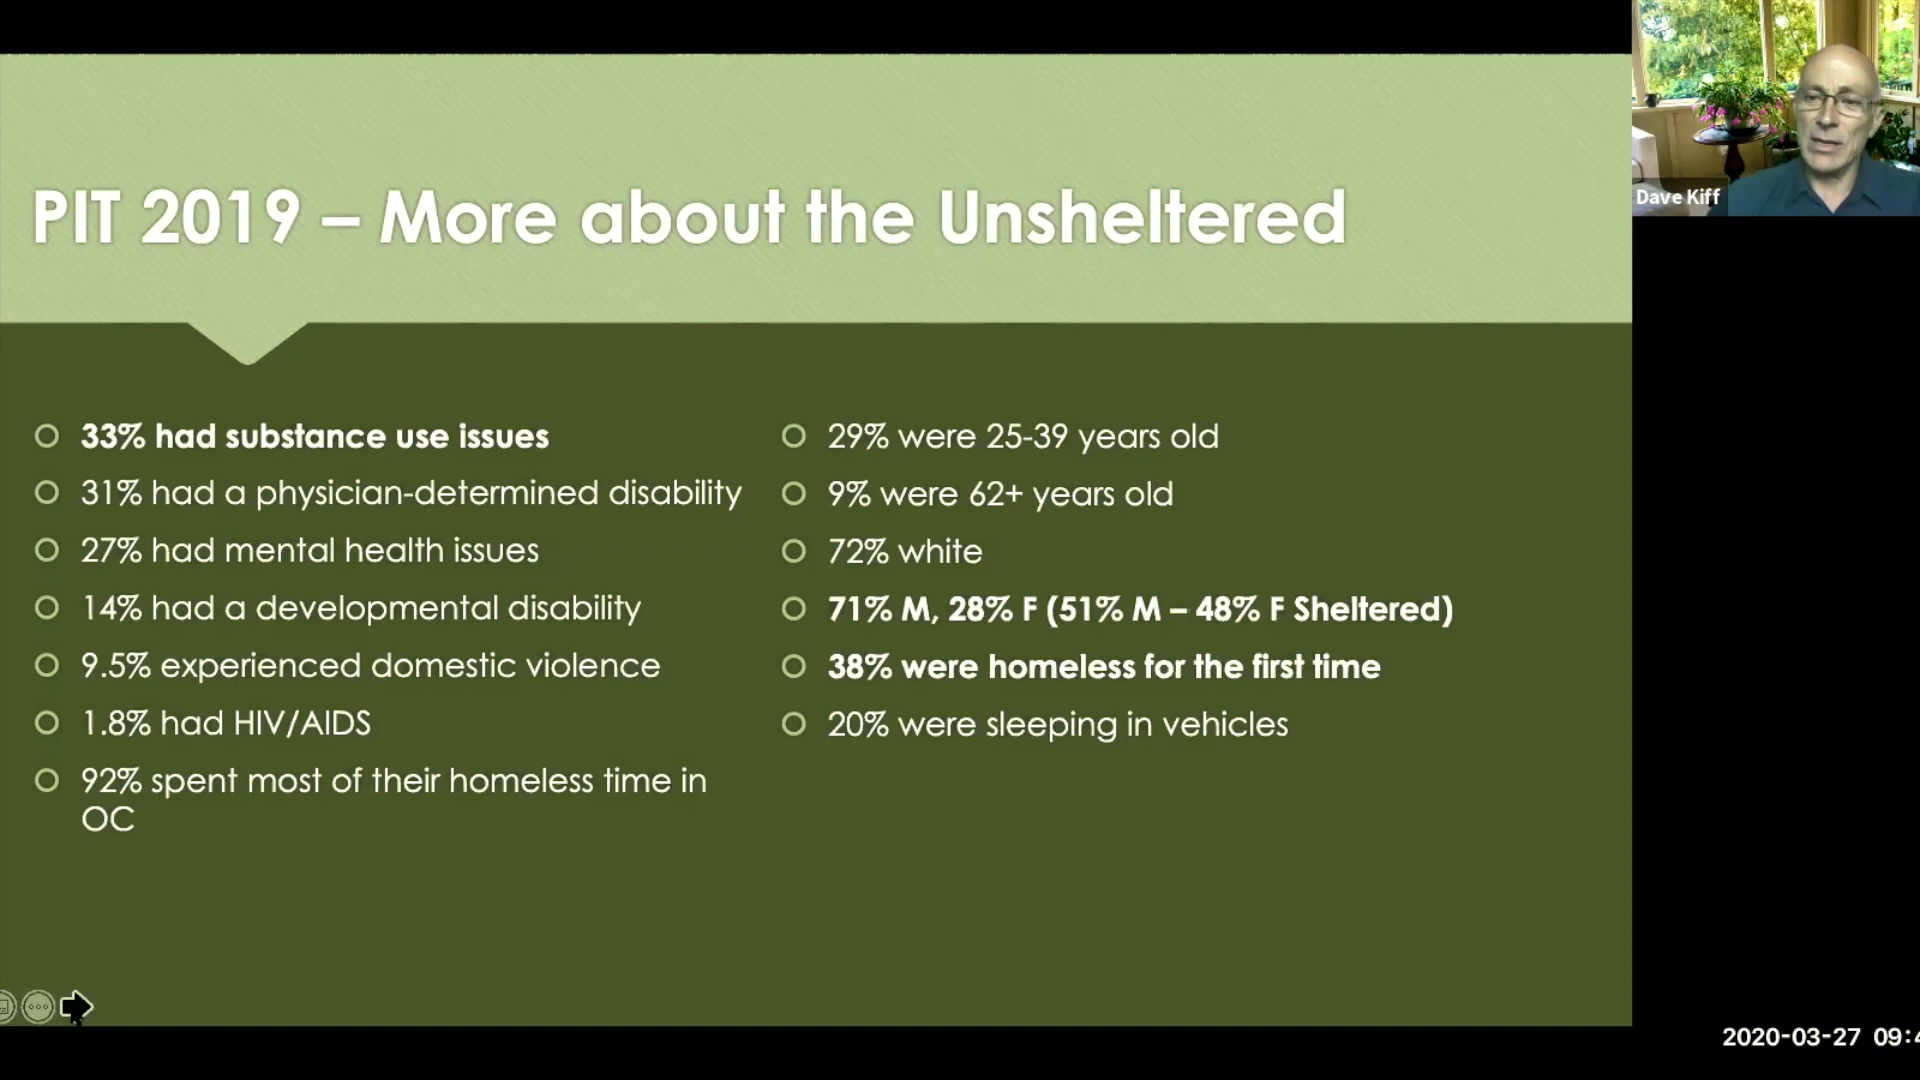 PIT 2019 – More about the Unsheltered
33% had substance use issues
31% had a physician-determined disability
27% had mental health issues
14% had a developmental disability
9.5% experienced domestic violence
1.8% had HIV/AIDS
92% spent most of their homeless time in
OC
29% were 25-39 years old
9% were 62+ years old
72% white
71% M, 28% F (51% M – 48% F Sheltered)
38% were homeless for the first time
20% were sleeping in vehicles
Dave Kiff
2020-03-27 09:4